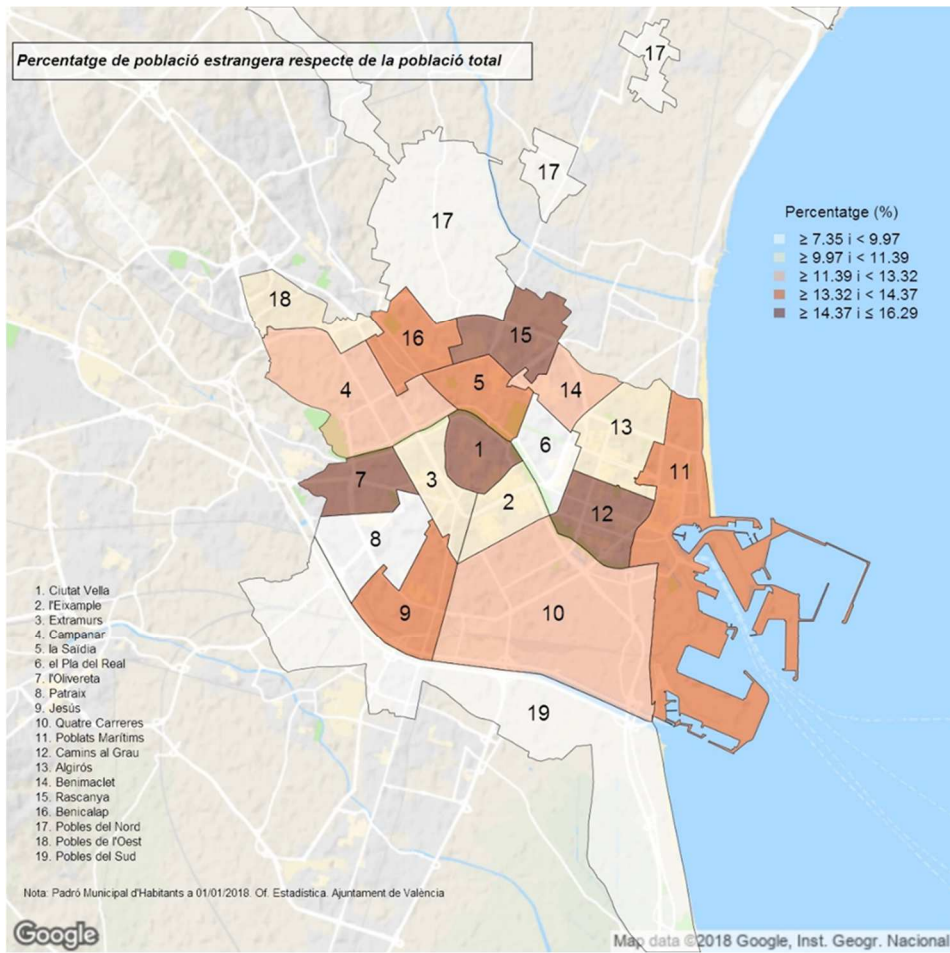 Percentatge de població estrangera respecte de la població total
17
17
17
Percentatge (%)
≥ 7.35 i < 9.97
≥ 9.97 i < 11.39
≥ 11.39 i < 13.32
≥ 13.32 i < 14.37
≥ 14.37 i ≤ 16.29
18
16
15
5
4
14
13
6
1
11
7
3
2
12
8
9
10
19
1. Ciutat Vella
2. l'Eixample
3. Extramurs
4. Campanar
5. la Saïdia
6. el Pla del Real
7. l'Olivereta
8. Patraix
9. Jesús
10. Quatre Carreres
11. Poblats Marítims
12. Camins al Grau
13. Algirós
14. Benimaclet
15. Rascanya
16. Benicalap
17. Pobles del Nord
18. Pobles de l'Oest
19. Pobles del Sud
Nota: Padró Municipal d'Habitants a 01/01/2018. Of. Estadística. Ajuntament de València
Google
Map data ©2018 Google, Inst. Geogr. Nacional